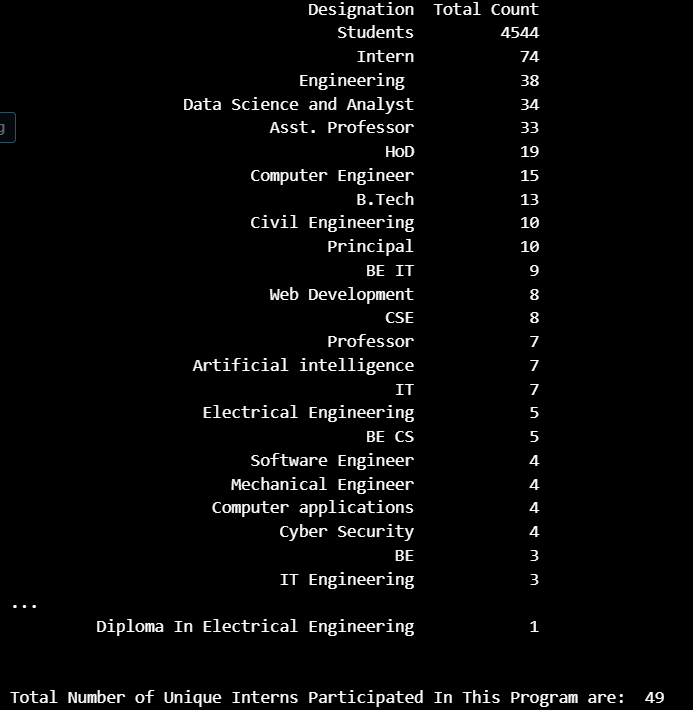 Designation Total Count
Students 4544
Intern 74
Engineering 38
Data Science and Analyst 34
Asst. Professor 33
HoD 19
Computer Engineer 15
B.Tech 13
Civil Engineering 10
Principal 10
BE IT 9
Web Development 8
CSE 8
Professor 7
Artificial intelligence 7
IT 7
Electrical Engineering 5
BE CS 5
Software Engineer 4
Mechanical Engineer 4
Computer applications 4
Cyber Security 4
BE 3
IT Engineering 3
...
Diploma In Electrical Engineering 1
Total Number of Unique Interns Participated In This Program are: 49